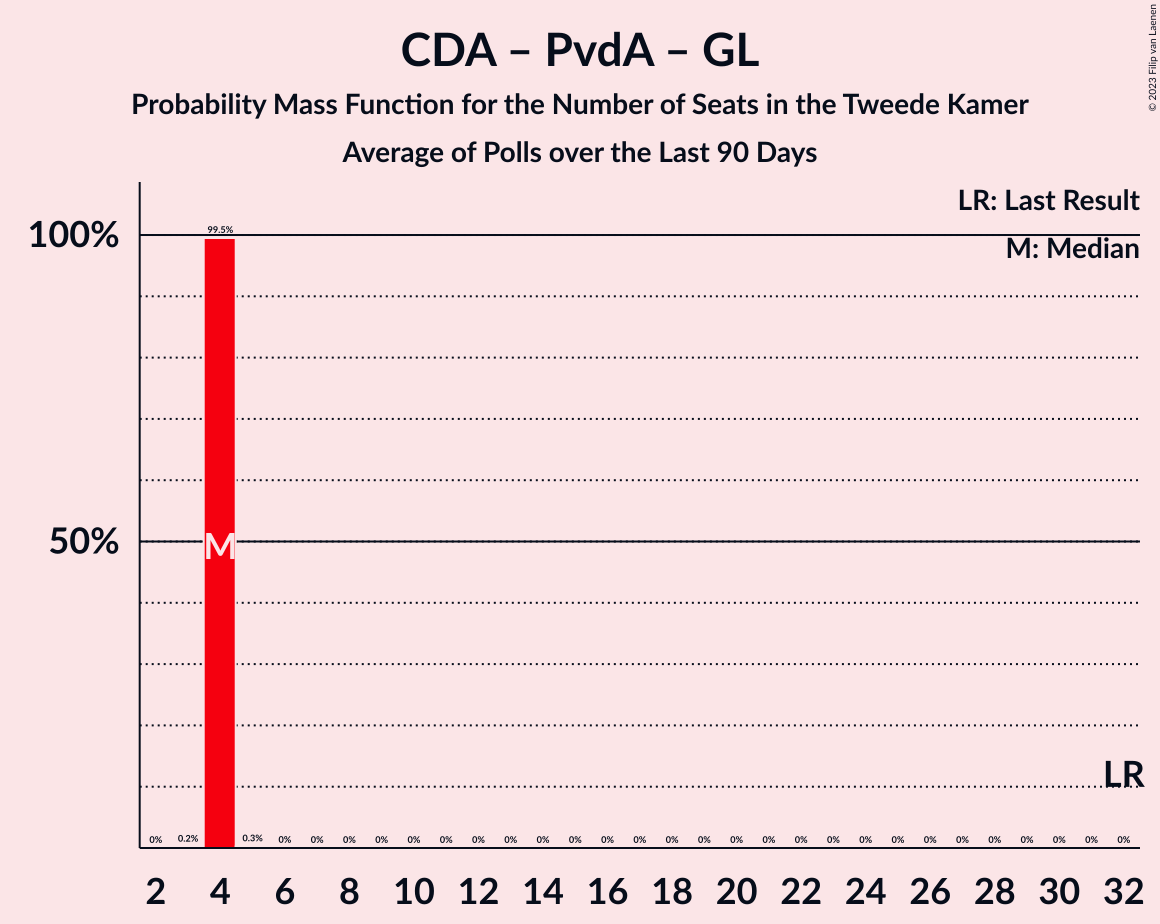 CDA – PvdA – GL
Probability Mass Function for the Number of Seats in the Tweede Kamer
Average of Polls over the Last 90 Days
© 2023 Filip van Laenen
LR: Last Result
M: Median
100%
50%
99.5%
M
LR
0% 0.2% 0.3% 0% 0% 0% 0% 0% 0% 0% 0% 0% 0% 0% 0% 0% 0% 0% 0% 0% 0% 0% 0% 0% 0% 0% 0% 0% 0% 0%
2 4 6 8 10 12 14 16 18 20 22 24 26 28 30 32